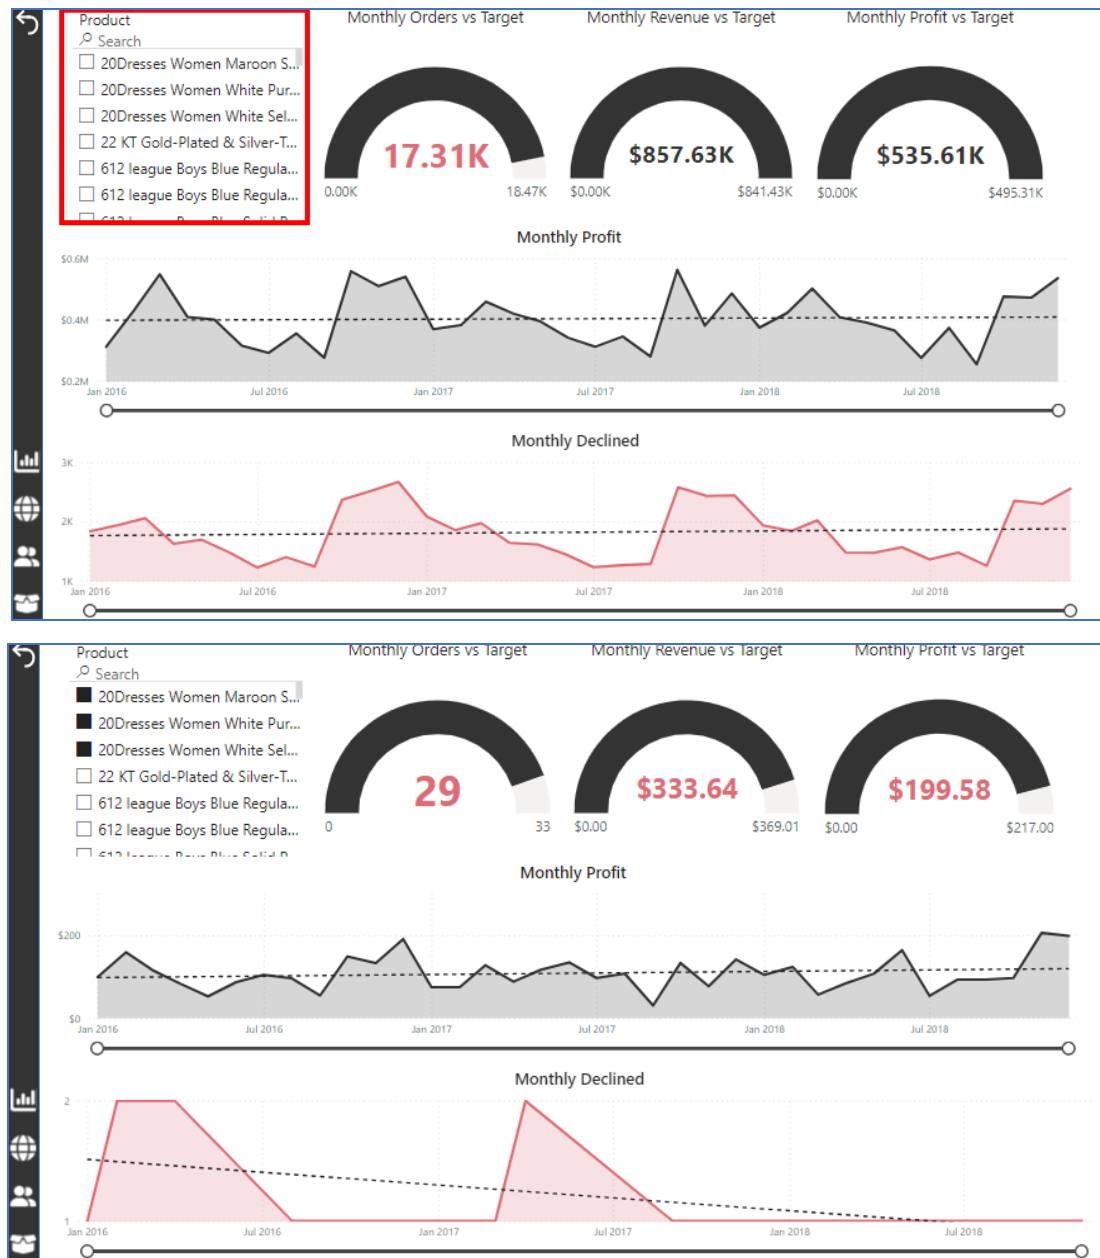 Product
Search
20Dresses Women Maroon S...
20Dresses Women White Pur...
20Dresses Women White Sel...
22 KT Gold-Plated & Silver-T...
612 league Boys Blue Regula...
612 league Boys Blue Regula...
Monthly Orders vs Target
17.31K
0.00K 18.47K
Monthly Revenue vs Target
$857.63K
$0.00K $841.43K
Monthly Profit vs Target
$535.61K
$0.00K $495.31K
Monthly Profit
$0.6M
$0.4M
$0.2M
Jan 2016 Jul 2016 Jan 2017 Jul 2017 Jan 2018 Jul 2018
Monthly Declined
3K
2K
1K
Jan 2016 Jul 2016 Jan 2017 Jul 2017 Jan 2018 Jul 2018
Product
Search
20Dresses Women Maroon S...
20Dresses Women White Pur...
20Dresses Women White Sel...
22 KT Gold-Plated & Silver-T...
612 league Boys Blue Regula...
612 league Boys Blue Regula...
Monthly Orders vs Target
29
0 33
Monthly Revenue vs Target
$333.64
$0.00 $369.01
Monthly Profit vs Target
$199.58
$0.00 $217.00
Monthly Profit
$200
$0
Jan 2016 Jul 2016 Jan 2017 Jul 2017 Jan 2018 Jul 2018
Monthly Declined
2
1
Jan 2016 Jul 2016 Jan 2017 Jul 2017 Jan 2018 Jul 2018